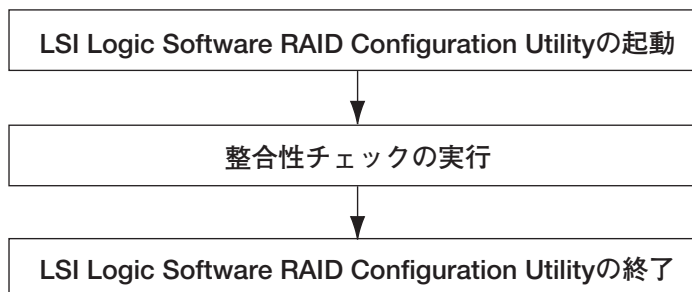 LSI Logic Software RAID Configuration Utilityの起動
整合性チェックの実行
LSI Logic Software RAID Configuration Utilityの終了